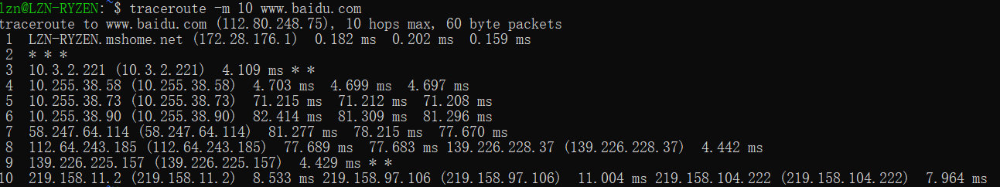 lzn@LZN-RYZEN:~$ traceroute -m 10 www.baidu.com
traceroute to www.baidu.com (112.80.248.75), 10 hops max, 60 byte packets
1 LZN-RYZEN.mshome.net (172.28.176.1) 0.182 ms 0.202 ms 0.159 ms
2 * * *
3 10.3.2.221 (10.3.2.221) 4.109 ms * *
4 10.255.38.58 (10.255.38.58) 4.703 ms 4.699 ms 4.697 ms
5 10.255.38.73 (10.255.38.73) 71.215 ms 71.212 ms 71.208 ms
6 10.255.38.90 (10.255.38.90) 82.414 ms 81.309 ms 81.296 ms
7 58.247.64.114 (58.247.64.114) 81.277 ms 78.215 ms 77.670 ms
8 112.64.243.185 (112.64.243.185) 77.689 ms 77.683 ms 139.226.228.37 (139.226.228.37) 4.442 ms
9 139.226.225.157 (139.226.225.157) 4.429 ms * *
10 219.158.11.2 (219.158.11.2) 8.533 ms 219.158.97.106 (219.158.97.106) 11.004 ms 219.158.104.222 (219.158.104.222) 7.964 ms